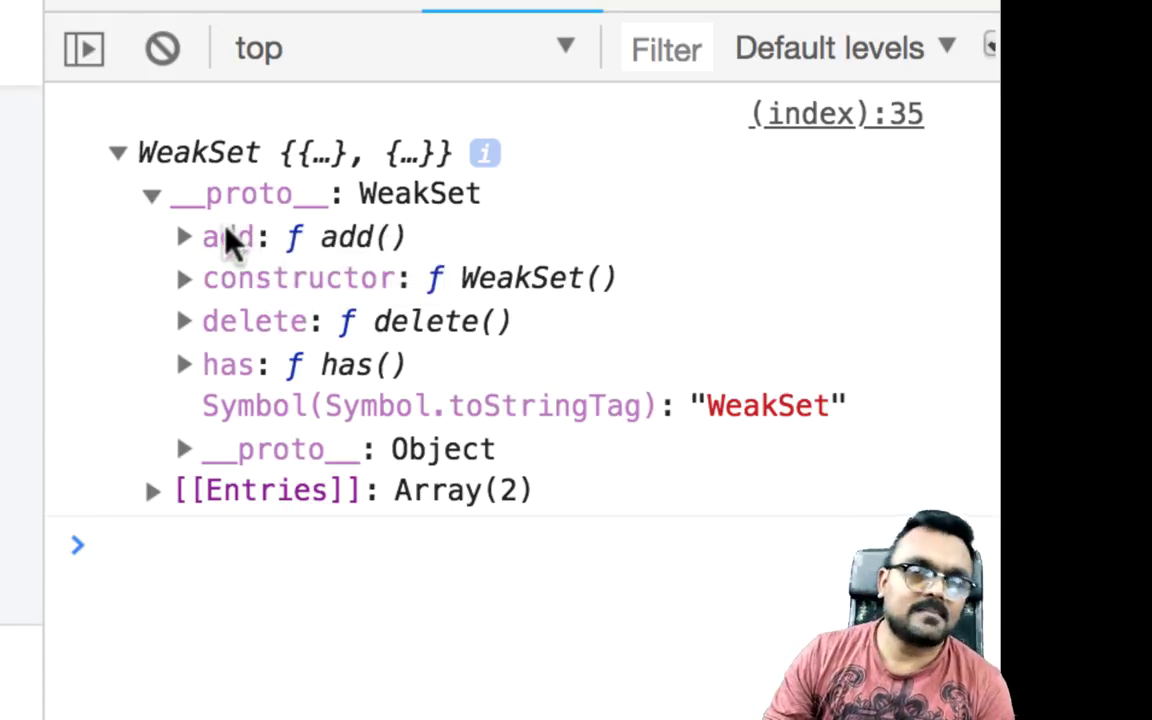 top ▼ Filter Default levels ▼
(index):35
▼ WeakSet {{…}, {…}} i
▼ __proto__: WeakSet
▶ add: ƒ add()
▶ constructor: ƒ WeakSet()
▶ delete: ƒ delete()
▶ has: ƒ has()
Symbol(Symbol.toStringTag): "WeakSet"
▶ __proto__: Object
▶ [[Entries]]: Array(2)
>